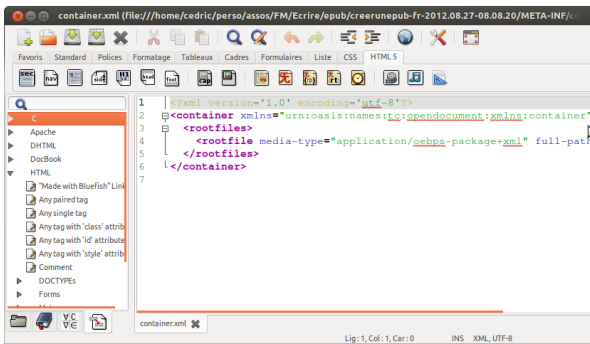 container.xml (file:///home/cedric/perso/assos/FM/Ecrire/epub/creerunepub-fr-2012.08.27-08.08.20/META-INF/co
Favoris Standard Polices Formatage Tableaux Cadres Formulaires Liste CSS HTML 5
C
Apache
DHTML
DocBook
HTML
"Made with Bluefish" Link
Any paired tag
Any single tag
Any tag with 'class' attrib
Any tag with 'id' attribute
Any tag with 'style' attrib
Comment
DOCTYPEs
Forms
1 <?xml version='1.0' encoding='utf-8'?>
2 <container xmlns="urn:oasis:names:tc:opendocument:xmlns:container"
3 <rootfiles>
4 <rootfile media-type="application/oebps-package+xml" full-path
5 </rootfiles>
6 </container>
7
container.xml
Lig: 1, Col: 1, Car: 0 INS XML, UTF-8